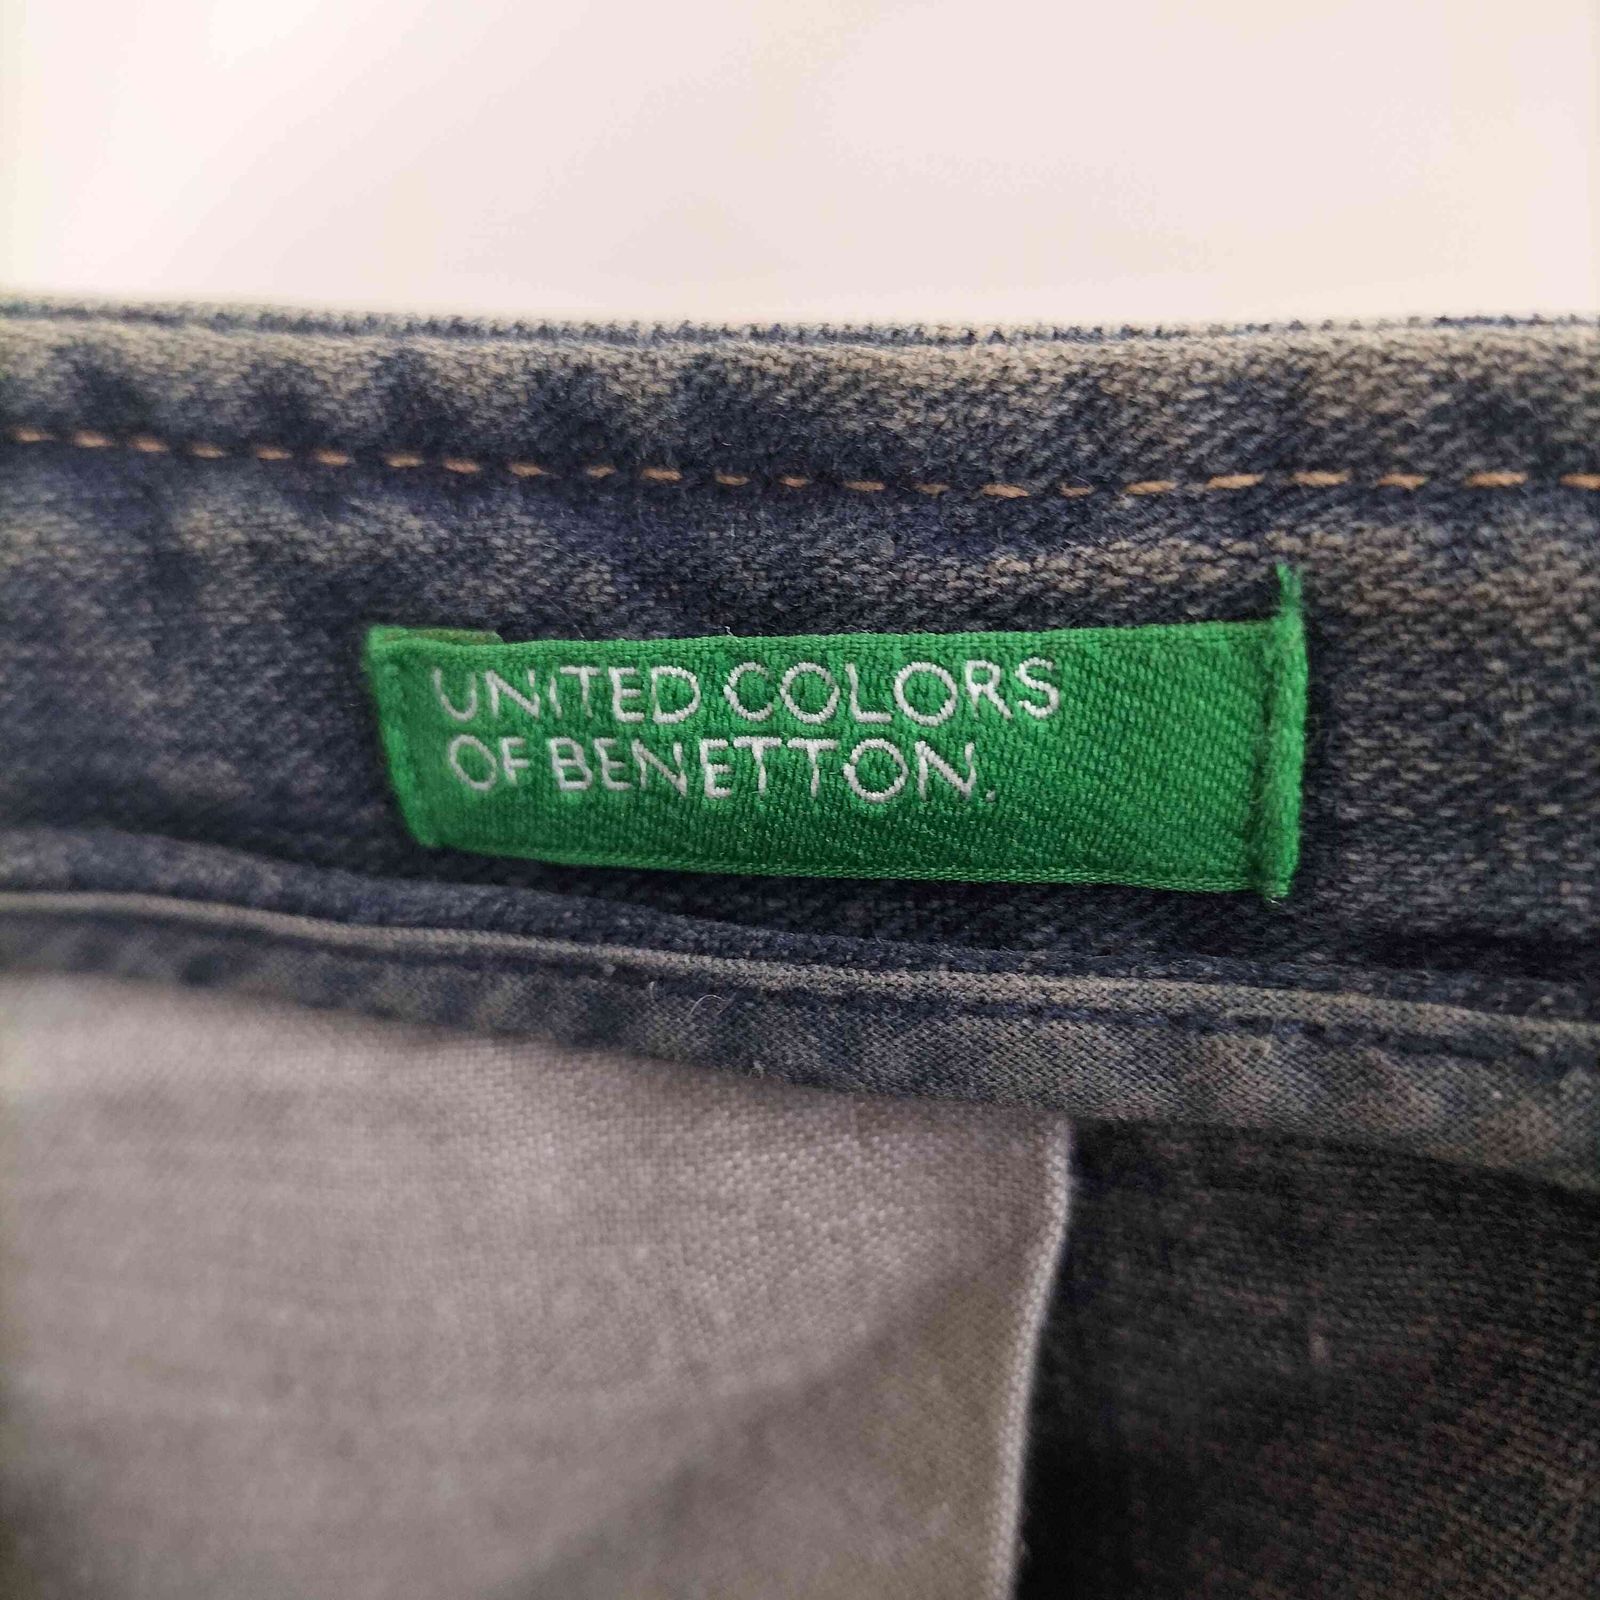 UNITED COLORS
OF BENETTON.